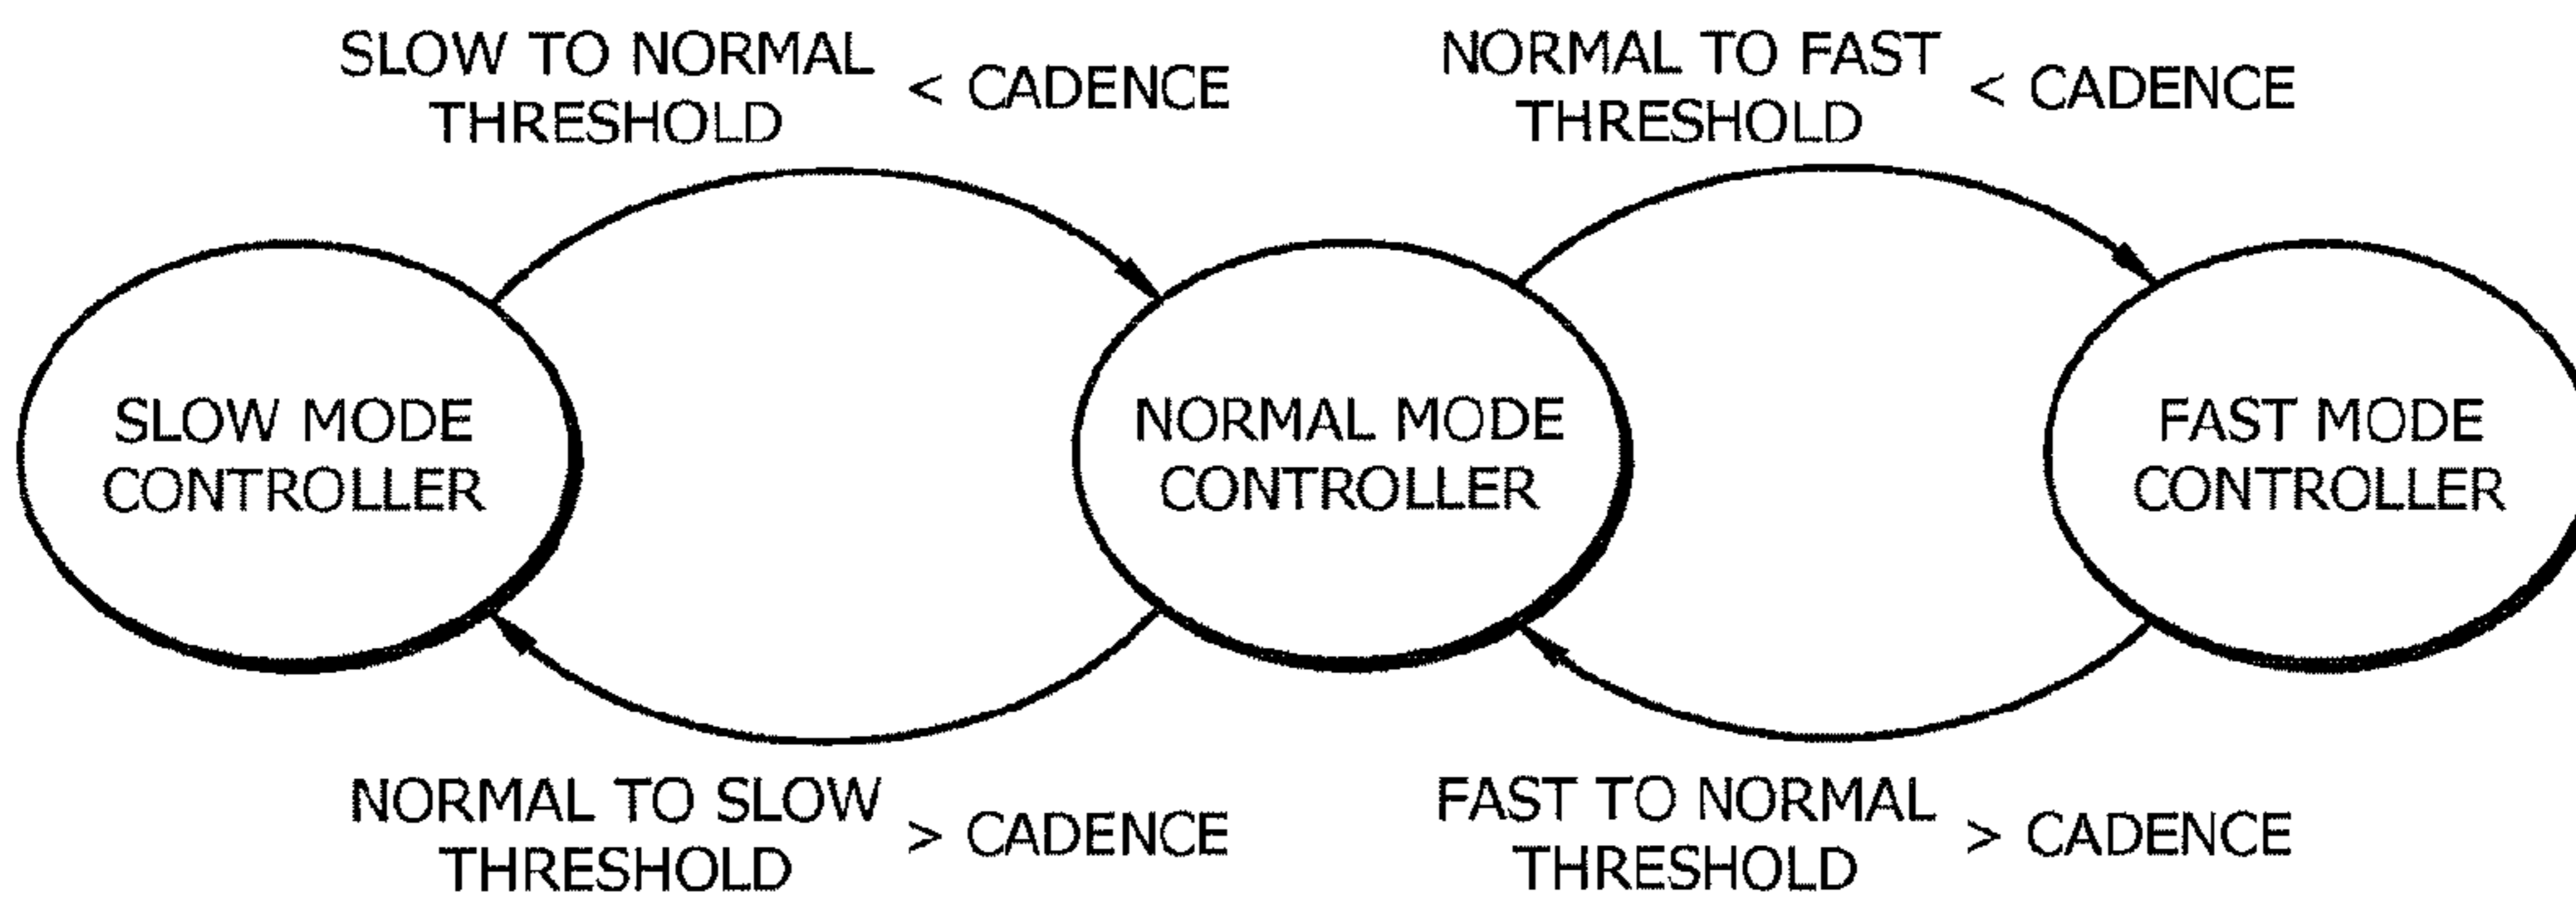 SLOW TO NORMAL
THRESHOLD
< CADENCE
NORMAL TO FAST
THRESHOLD
< CADENCE
SLOW MODE
CONTROLLER
NORMAL MODE
CONTROLLER
FAST MODE
CONTROLLER
NORMAL TO SLOW
THRESHOLD
> CADENCE
FAST TO NORMAL
THRESHOLD
> CADENCE